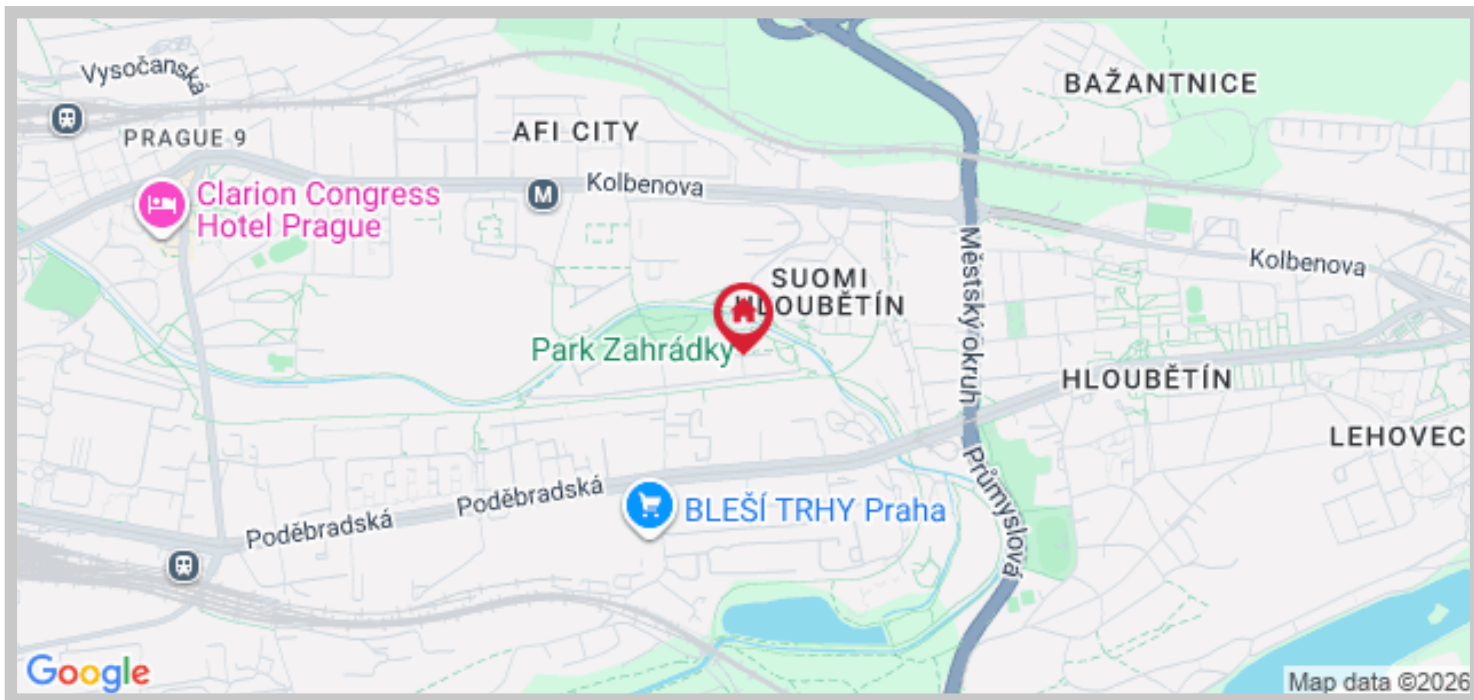 Vysočanská
BAŽANTNICE
PRAGUE 9
AFI CITY
M
Kolbenova
Clarion Congress
Hotel Prague
Městský okruh
Kolbenova
SUOMI
HLOUBĚTÍN
Park Zahrádky
HLOUBĚTÍN
LEHOVEC
Průmyslová
Poděbradská
Poděbradská
BLEŠÍ TRHY Praha
Google
Map data ©2026